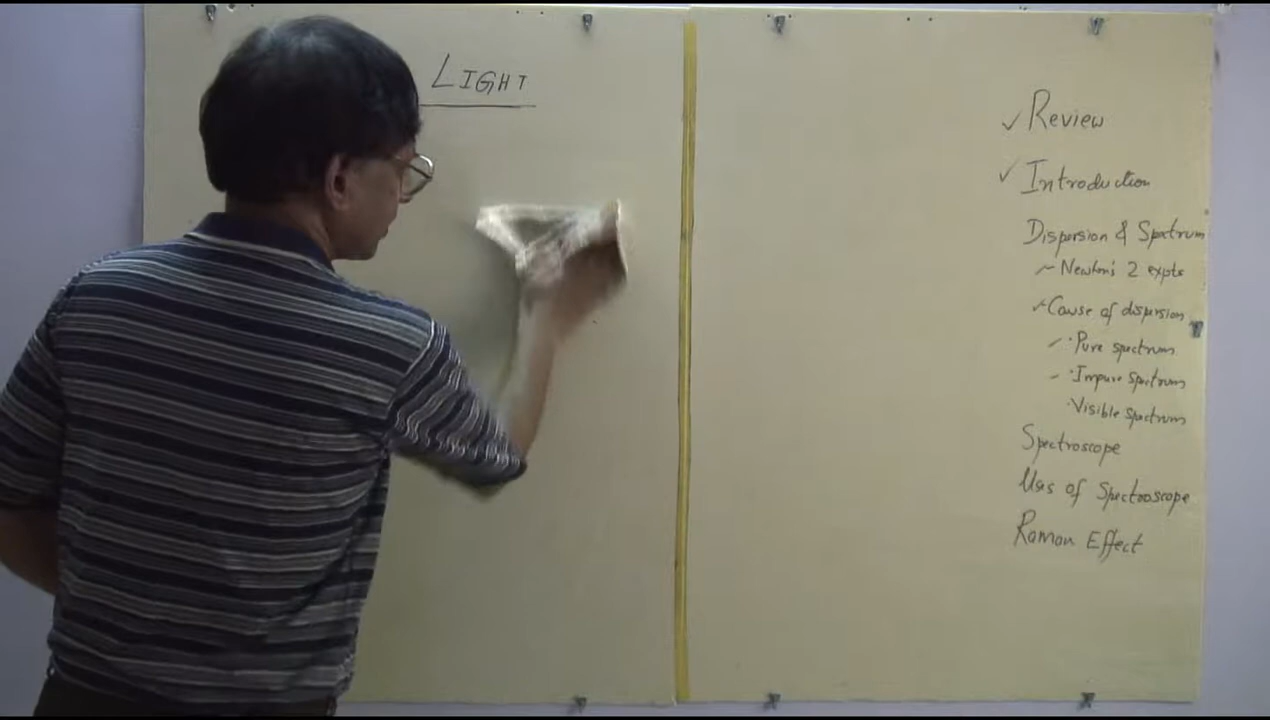 LIGHT
✓ Review
✓ Introduction
Dispersion & Spectrum
~ Newton's 2 expts
✓ Cause of dispersion
– · Pure spectrum
– · Impure spectrum
· Visible spectrum
Spectroscope
Uses of Spectroscope
Raman Effect